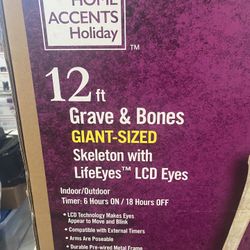 HOME
ACCENTS
Holiday
TM
12 ft
Grave & Bones
GIANT-SIZED
Skeleton with
LifeEyes™ LCD Eyes
Indoor/Outdoor
Timer: 6 Hours ON / 18 Hours OFF
• LCD Technology Makes Eyes
Appear to Move and Blink
• Compatible with External Timers
• Arms Are Poseable
• Durable Pre-wired Metal Frame